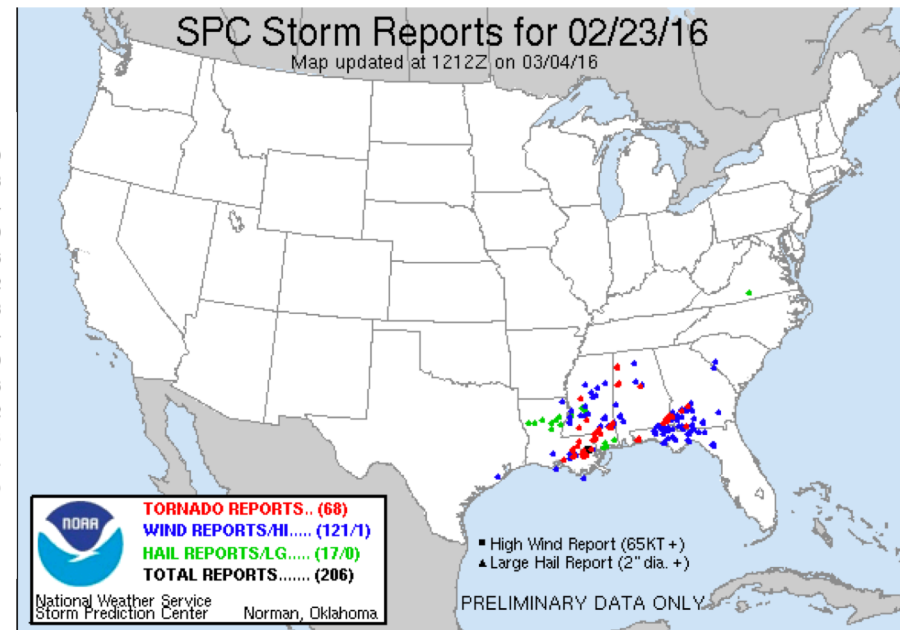 SPC Storm Reports for 02/23/16
Map updated at 1212Z on 03/04/16
NOAA
TORNADO REPORTS.. (68)
WIND REPORTS/HI..... (121/1)
HAIL REPORTS/LG..... (17/0)
TOTAL REPORTS....... (206)
National Weather Service
Storm Prediction Center Norman, Oklahoma
High Wind Report (65KT +)
Large Hail Report (2" dia. +)
PRELIMINARY DATA ONLY